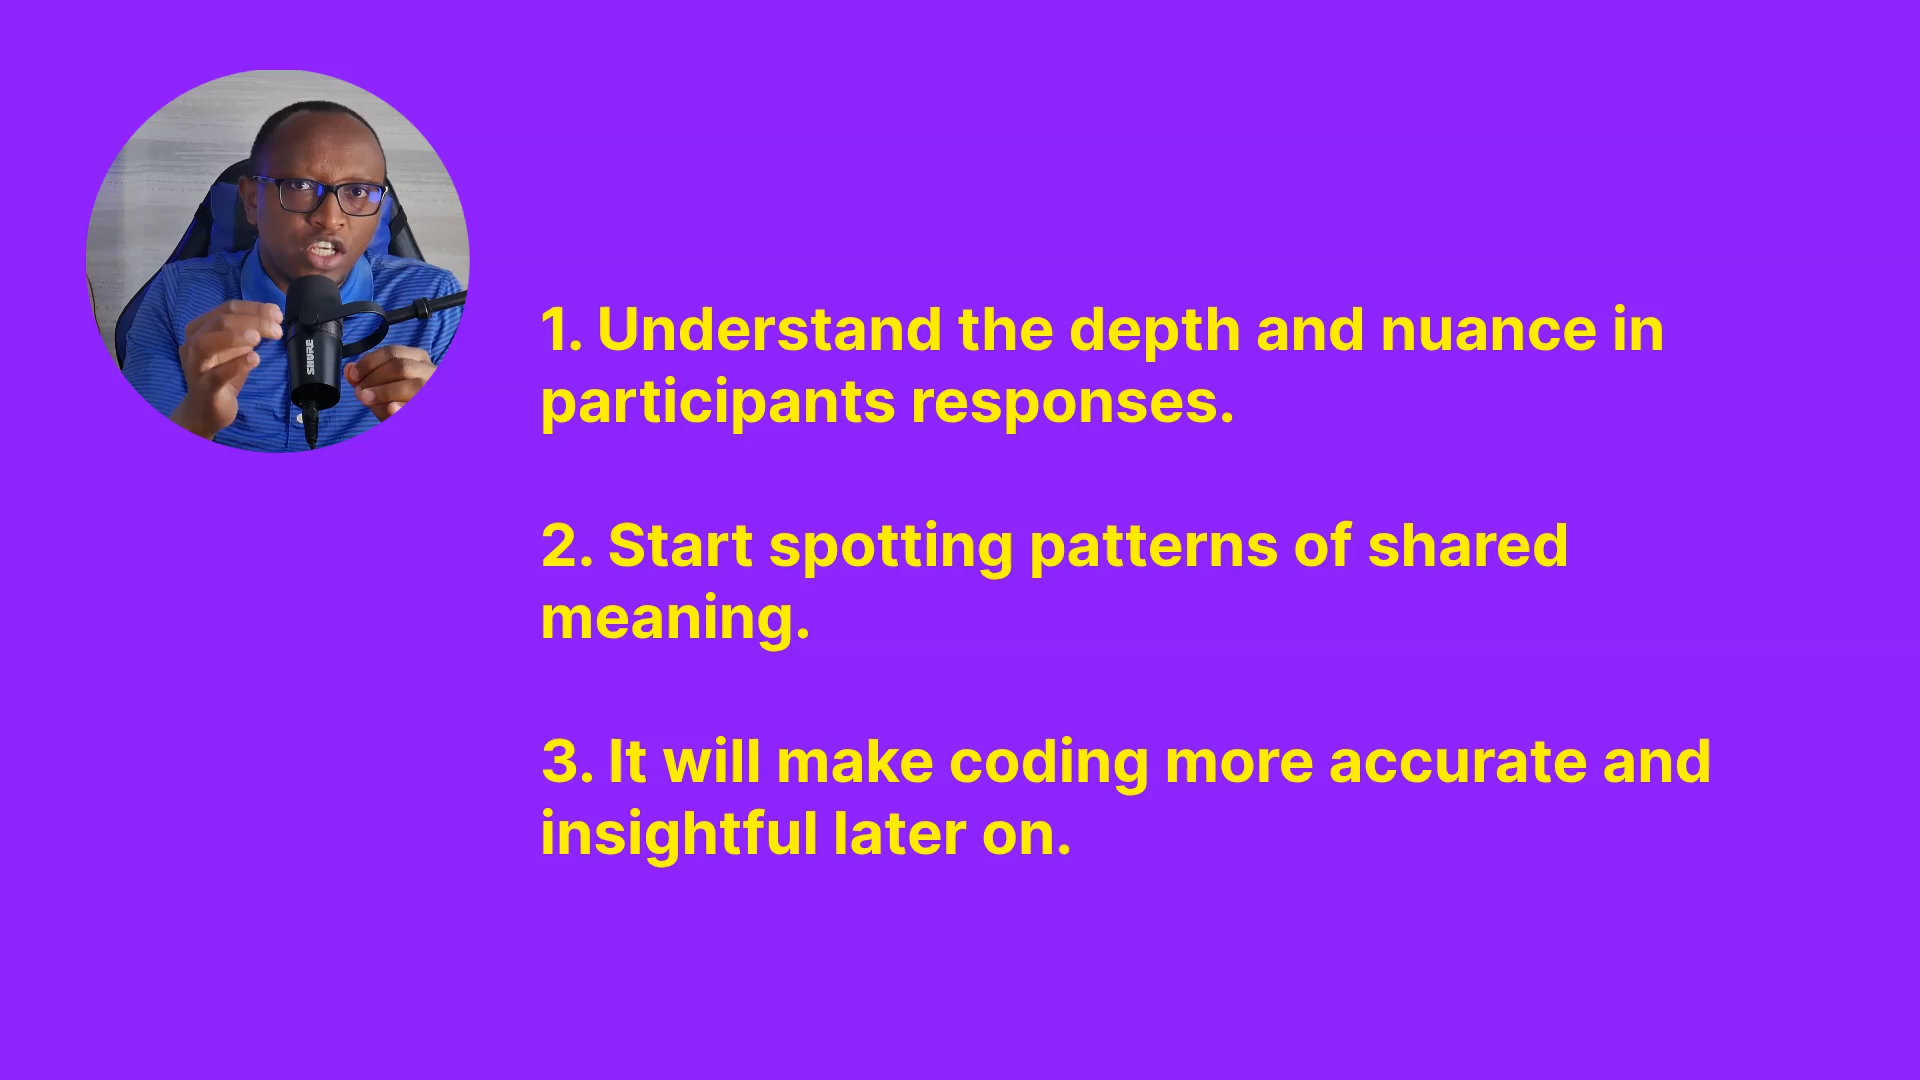 SHURE
1. Understand the depth and nuance in
participants responses.
2. Start spotting patterns of shared
meaning.
3. It will make coding more accurate and
insightful later on.